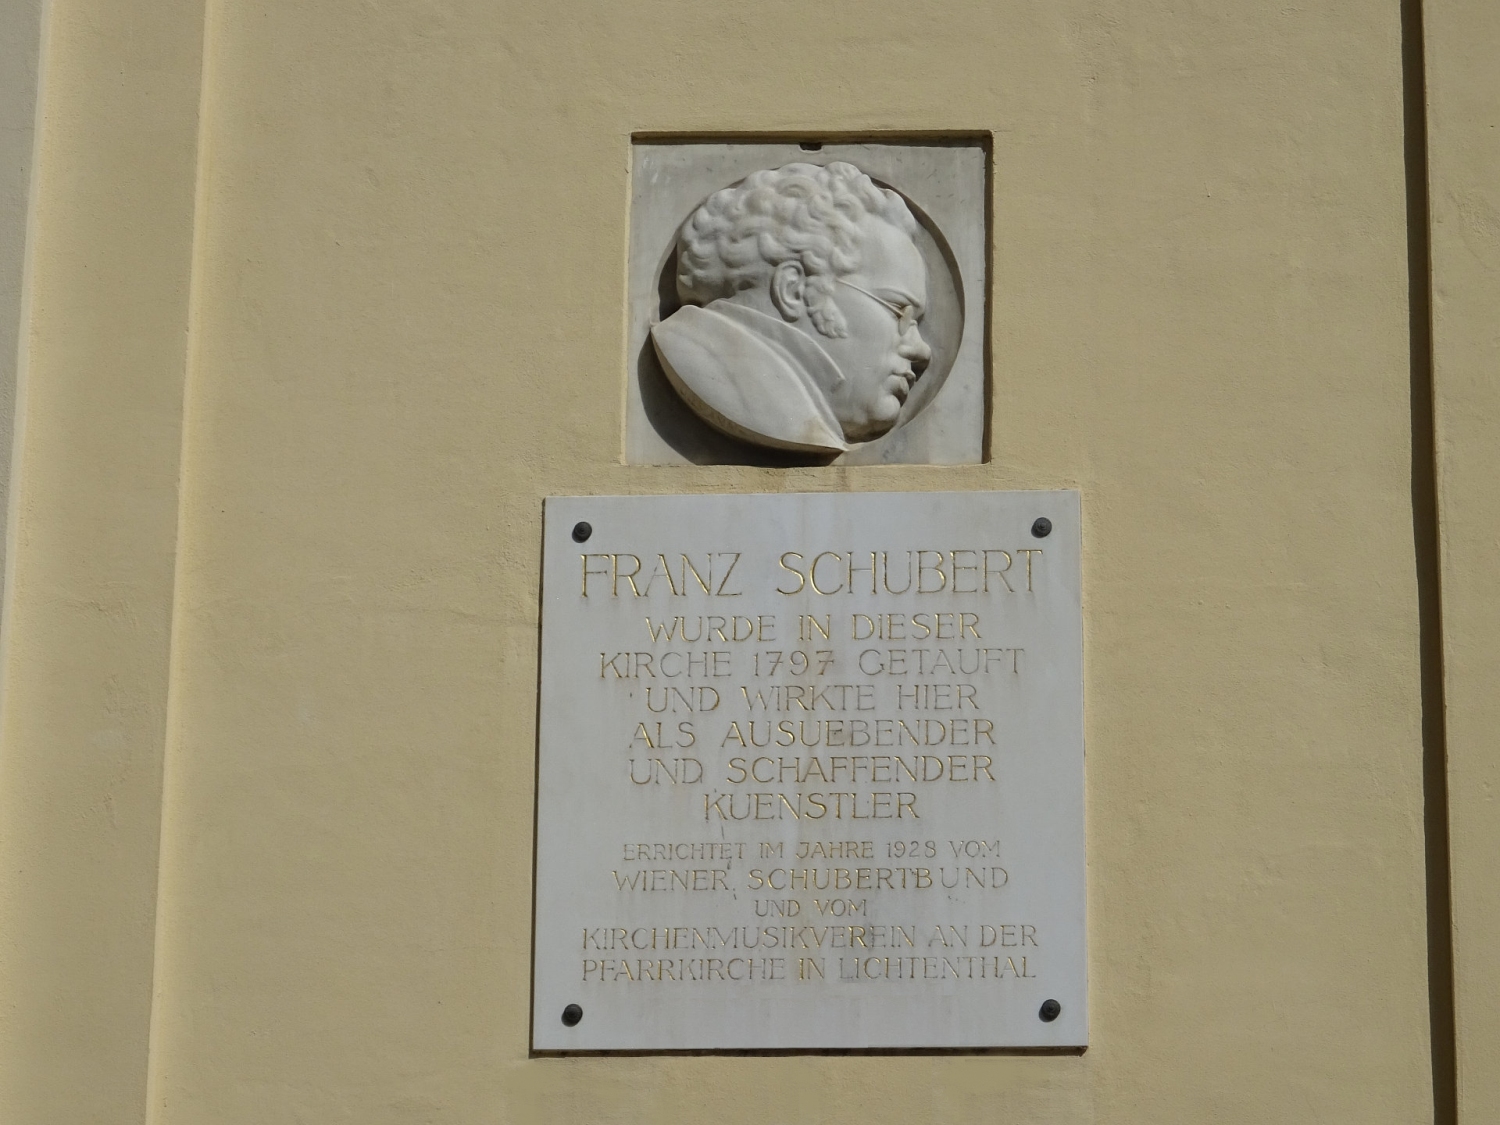 FRANZ SCHUBERT
WURDE IN DIESER
KIRCHE 1797 GETAUFT
UND WIRKTE HIER
ALS AUSUEBENDER
UND SCHAFFENDER
KUENSTLER
ERRICHTET IM JAHRE 1928 VOM
WIENER SCHUBERTBUND
UND VOM
KIRCHENMUSIKVEREIN AN DER
PFARRKIRCHE IN LICHTENTHAL